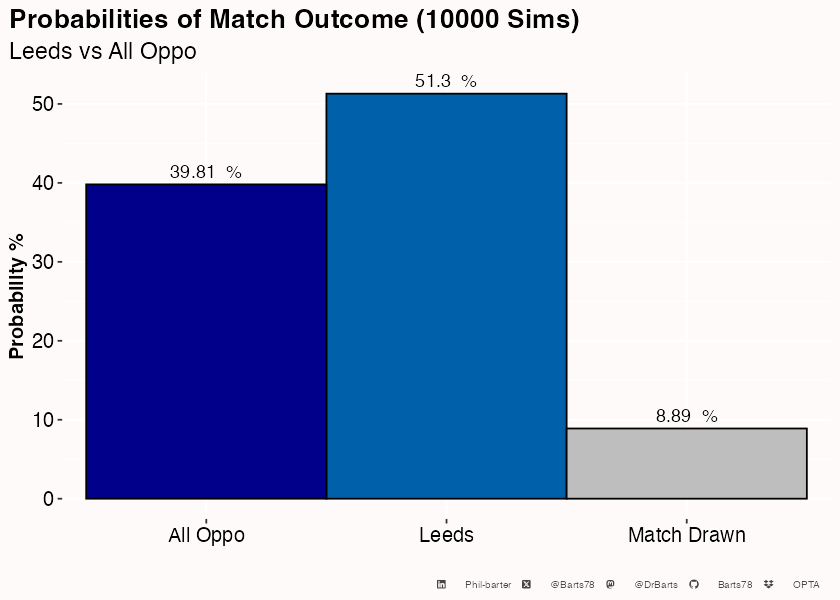 Probabilities of Match Outcome (10000 Sims)
Leeds vs All Oppo
51.3 %
50
39.81 %
40
Probability %
30
20
10
8.89 %
0
All Oppo Leeds Match Drawn
Phil-barter @Barts78 @DrBarts Barts78 OPTA